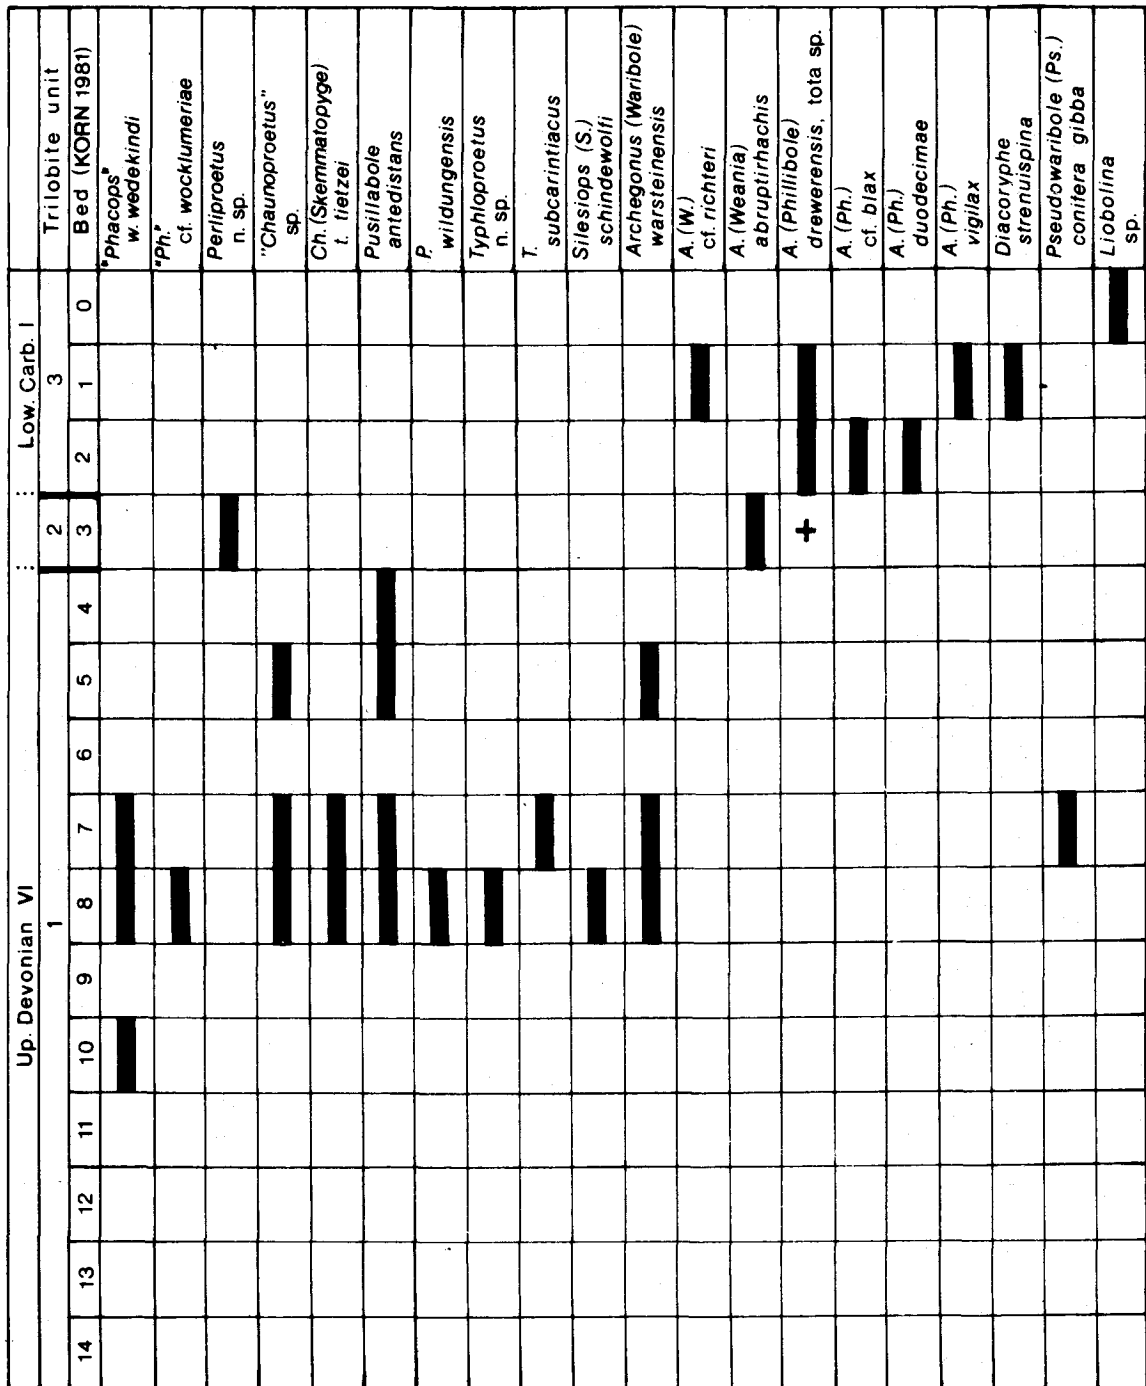 Up. Devonian VI
:: Low. Carb. I
Trilobite unit
1
2
3
Bed (KORN 1981)
14
13
12
11
10
9
8
7
6
5
4
3
2
1
0
"Phacops"
w. wedekindi
"Ph."
cf. wocklumeriae
Perliproetus
n. sp.
"Chaunoproetus"
sp.
Ch. (Skemmatopyge)
t. tietzei
Pusillabole
antedistans
P.
wildungensis
Typhloproetus
n. sp.
T.
subcarintiacus
Silesiops (S.)
schindewolfi
Archegonus (Waribole)
warsteinensis
A. (W.)
cf. richteri
A. (Weania)
abruptirhachis
A. (Phillibole)
drewerensis, tota sp.
+
A. (Ph.)
cf. blax
A. (Ph.)
duodecimae
A. (Ph.)
vigilax
Diacoryphe
strenuispina
Pseudowaribole (Ps.)
conifera gibba
Liobolina
sp.